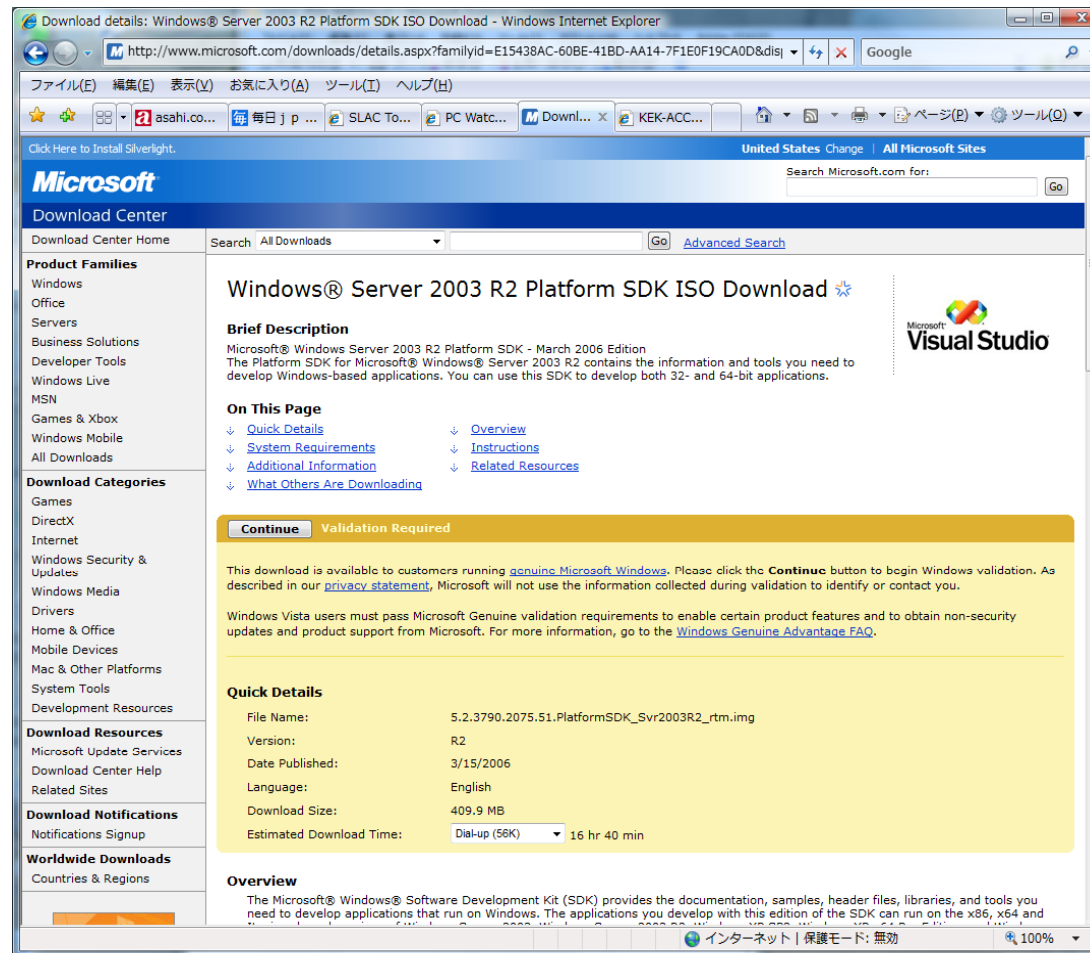 Download details: Windows® Server 2003 R2 Platform SDK ISO Download - Windows Internet Explorer
http://www.microsoft.com/downloads/details.aspx?familyid=E15438AC-60BE-41BD-AA14-7F1E0F19CA0D&disp
Google
ファイル(F) 編集(E) 表示(V) お気に入り(A) ツール(T) ヘルプ(H)
asahi.co... 毎日jp ... SLAC To... PC Watc... Downl... KEK-ACC... ページ(P) ツール(O)
Click Here to Install Silverlight.
United States Change | All Microsoft Sites
Microsoft
Search Microsoft.com for:
Go
Download Center
Download Center Home
Search All Downloads Go Advanced Search
Product Families
Windows
Office
Servers
Business Solutions
Developer Tools
Windows Live
MSN
Games & Xbox
Windows Mobile
All Downloads
Download Categories
Games
DirectX
Internet
Windows Security &
Updates
Windows Media
Drivers
Home & Office
Mobile Devices
Mac & Other Platforms
System Tools
Development Resources
Download Resources
Microsoft Update Services
Download Center Help
Related Sites
Download Notifications
Notifications Signup
Worldwide Downloads
Countries & Regions
Windows® Server 2003 R2 Platform SDK ISO Download
Microsoft
Visual Studio
Brief Description
Microsoft® Windows Server 2003 R2 Platform SDK - March 2006 Edition
The Platform SDK for Microsoft® Windows® Server 2003 R2 contains the information and tools you need to
develop Windows-based applications. You can use this SDK to develop both 32- and 64-bit applications.
On This Page
Quick Details
Overview
System Requirements
Instructions
Additional Information
Related Resources
What Others Are Downloading
Continue Validation Required
This download is available to customers running genuine Microsoft Windows. Please click the Continue button to begin Windows validation. As
described in our privacy statement, Microsoft will not use the information collected during validation to identify or contact you.
Windows Vista users must pass Microsoft Genuine validation requirements to enable certain product features and to obtain non-security
updates and product support from Microsoft. For more information, go to the Windows Genuine Advantage FAQ.
Quick Details
File Name: 5.2.3790.2075.51.PlatformSDK_Svr2003R2_rtm.img
Version: R2
Date Published: 3/15/2006
Language: English
Download Size: 409.9 MB
Estimated Download Time: Dial-up (56K) 16 hr 40 min
Overview
The Microsoft® Windows® Software Development Kit (SDK) provides the documentation, samples, header files, libraries, and tools you
need to develop applications that run on Windows. The applications you develop with this edition of the SDK can run on the x86, x64 and
インターネット | 保護モード: 無効
100%